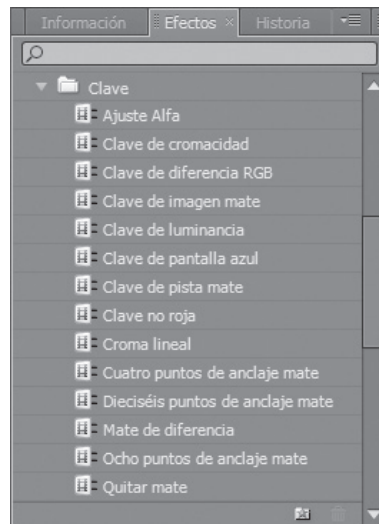 Información Efectos × Historia
Clave
Ajuste Alfa
Clave de cromacidad
Clave de diferencia RGB
Clave de imagen mate
Clave de luminancia
Clave de pantalla azul
Clave de pista mate
Clave no roja
Croma lineal
Cuatro puntos de anclaje mate
Dieciséis puntos de anclaje mate
Mate de diferencia
Ocho puntos de anclaje mate
Quitar mate